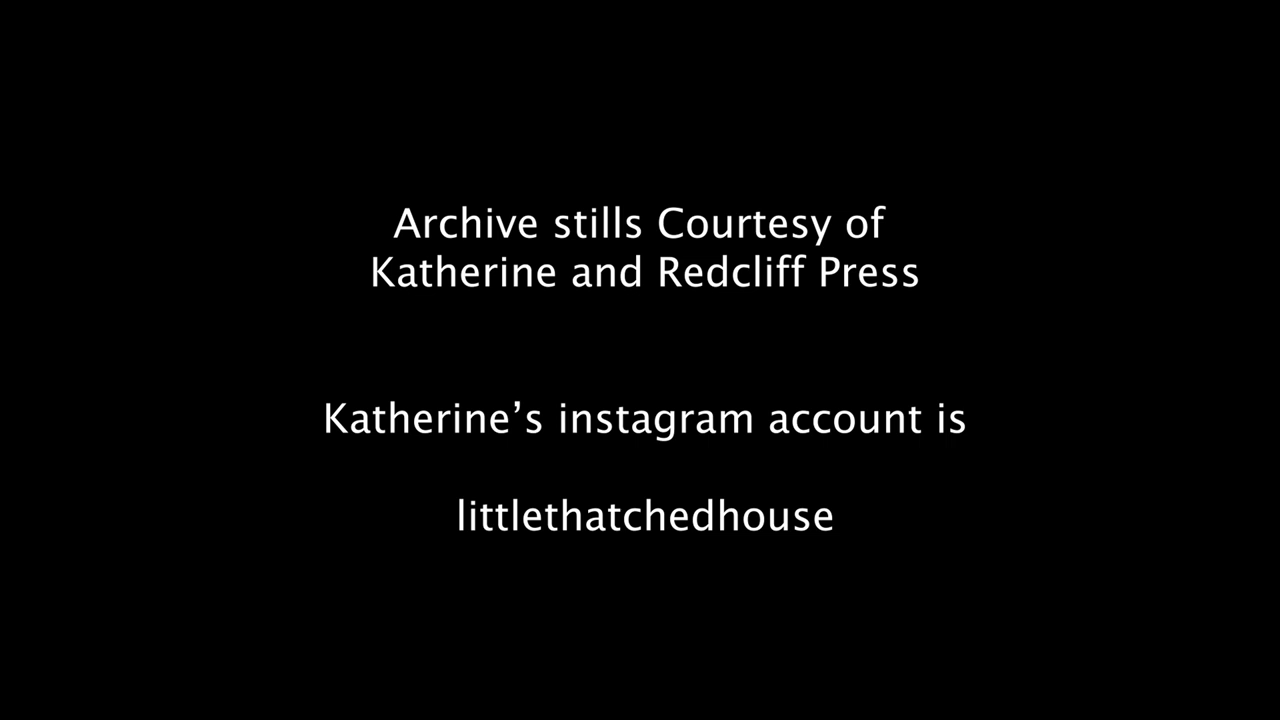 Archive stills Courtesy of
Katherine and Redcliff Press
Katherine’s instagram account is
littlethatchedhouse